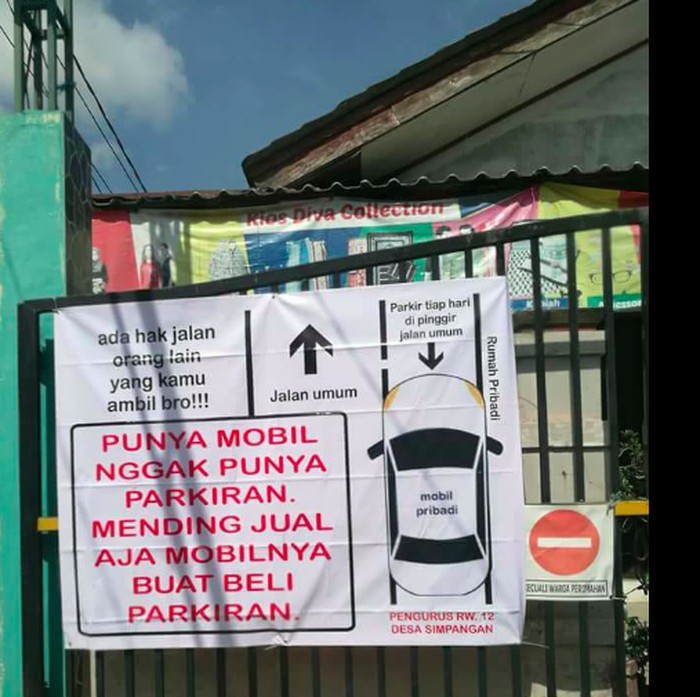 Kios Diva Collection
ada hak jalan
orang lain
yang kamu
ambil bro!!!
Jalan umum
Parkir tiap hari
di pinggir
jalan umum
Rumah Pribadi
mobil
pribadi
PUNYA MOBIL
NGGAK PUNYA
PARKIRAN.
MENDING JUAL
AJA MOBILNYA
BUAT BELI
PARKIRAN.
PENGURUS RW. 12
DESA SIMPANGAN
KECUALI WARGA PERUMAHAN